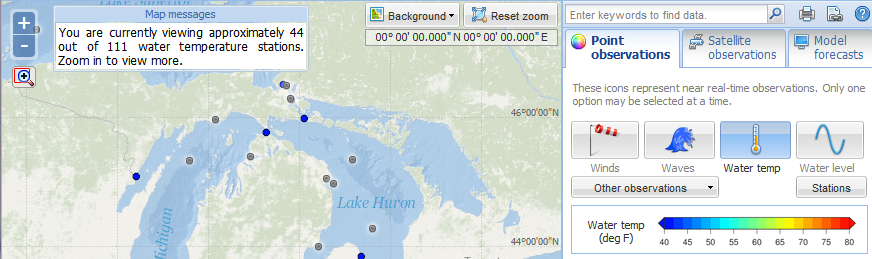 Map messages
You are currently viewing approximately 44
out of 111 water temperature stations.
Zoom in to view more.
Background
Reset zoom
00° 00' 00.000" N 00° 00' 00.000" E
46°00'00"N
Lake Huron
Michigan
44°00'00"N
Enter keywords to find data.
Point
observations
Satellite
observations
Model
forecasts
These icons represent near real-time observations. Only one
option may be selected at a time.
Winds
Waves
Water temp
Water level
Other observations
Stations
Water temp
(deg F)
40 45 50 55 60 65 70 75 80